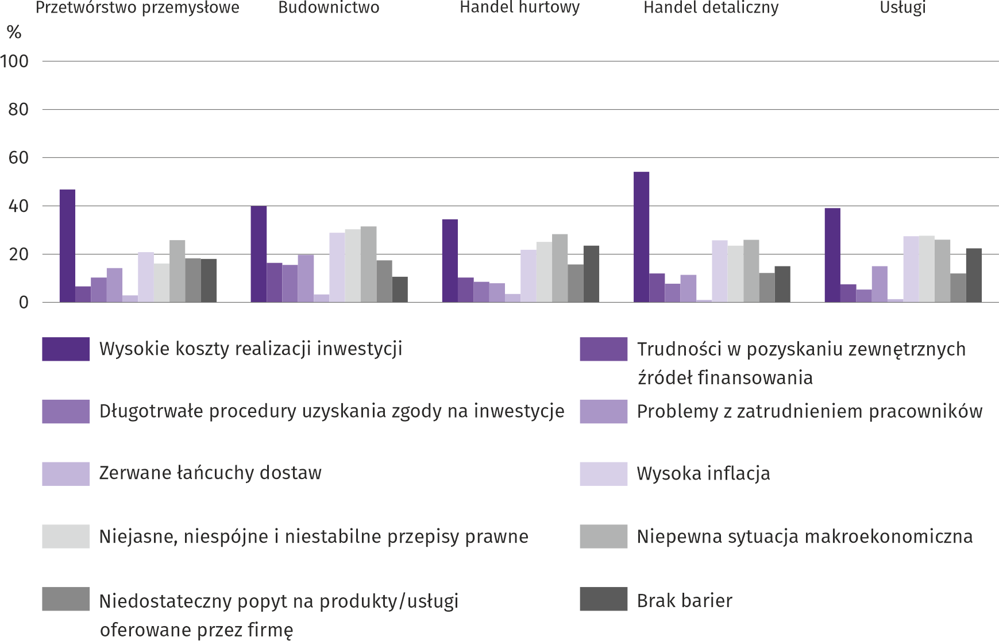 Przetwórstwo przemysłowe
Budownictwo
Handel hurtowy
Handel detaliczny
Usługi
%
100
80
60
40
20
0
Wysokie koszty realizacji inwestycji
Trudności w pozyskaniu zewnętrznych
źródeł finansowania
Długotrwałe procedury uzyskania zgody na inwestycje
Problemy z zatrudnieniem pracowników
Zerwane łańcuchy dostaw
Wysoka inflacja
Niejasne, niespójne i niestabilne przepisy prawne
Niepewna sytuacja makroekonomiczna
Niedostateczny popyt na produkty/usługi
oferowane przez firmę
Brak barier